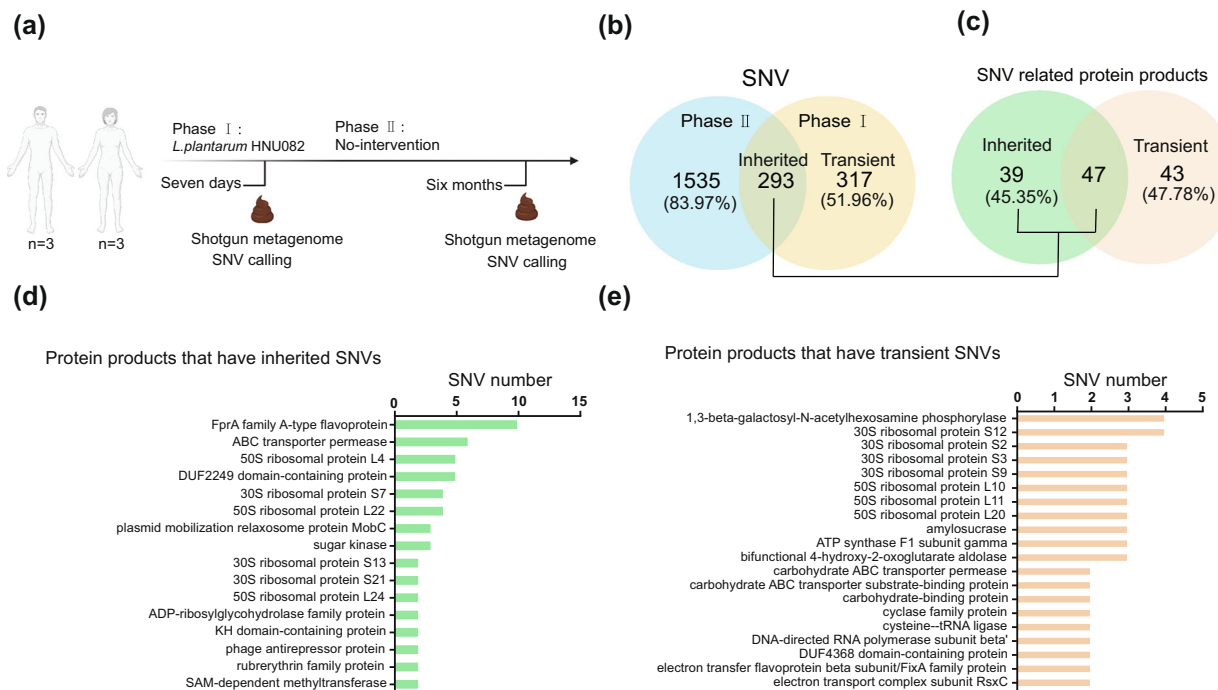 (a)
Phase Ⅰ :
L.plantarum HNU082
Phase Ⅱ :
No-intervention
Seven days
Six months
n=3
n=3
Shotgun metagenome
SNV calling
Shotgun metagenome
SNV calling
(b)
SNV
Phase Ⅱ
Phase Ⅰ
Inherited
Transient
1535
293
317
(83.97%)
(51.96%)
(c)
SNV related protein products
Inherited
Transient
39
47
43
(45.35%)
(47.78%)
(d)
Protein products that have inherited SNVs
SNV number
0
5
10
15
FprA family A-type flavoprotein
ABC transporter permease
50S ribosomal protein L4
DUF2249 domain-containing protein
30S ribosomal protein S7
50S ribosomal protein L22
plasmid mobilization relaxosome protein MobC
sugar kinase
30S ribosomal protein S13
30S ribosomal protein S21
50S ribosomal protein L24
ADP-ribosylglycohydrolase family protein
KH domain-containing protein
phage antirepressor protein
rubrerythrin family protein
SAM-dependent methyltransferase
(e)
Protein products that have transient SNVs
SNV number
0
1
2
3
4
5
1,3-beta-galactosyl-N-acetylhexosamine phosphorylase
30S ribosomal protein S12
30S ribosomal protein S2
30S ribosomal protein S3
30S ribosomal protein S9
50S ribosomal protein L10
50S ribosomal protein L11
50S ribosomal protein L20
amylosucrase
ATP synthase F1 subunit gamma
bifunctional 4-hydroxy-2-oxoglutarate aldolase
carbohydrate ABC transporter permease
carbohydrate ABC transporter substrate-binding protein
carbohydrate-binding protein
cyclase family protein
cysteine--tRNA ligase
DNA-directed RNA polymerase subunit beta'
DUF4368 domain-containing protein
electron transfer flavoprotein beta subunit/FixA family protein
electron transport complex subunit RsxC